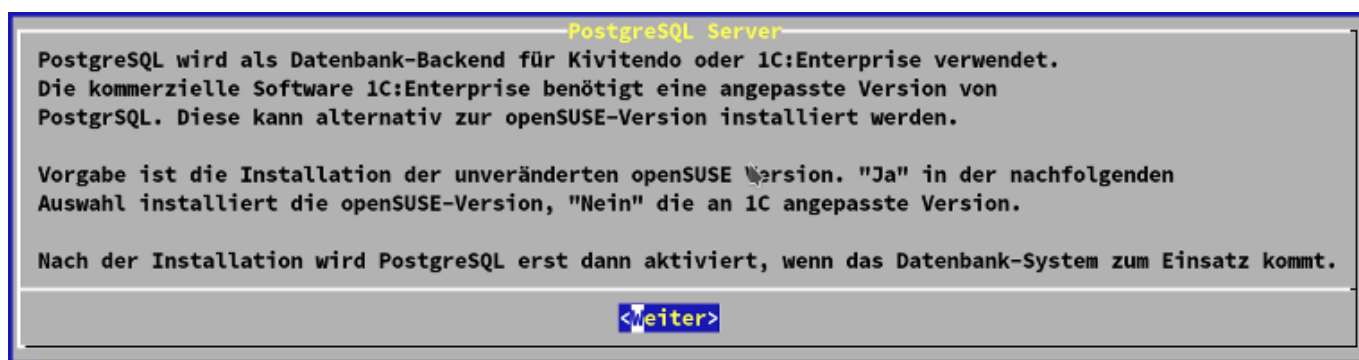 PostgreSQL Server
PostgreSQL wird als Datenbank-Backend für Kivitendo oder 1C:Enterprise verwendet.
Die kommerzielle Software 1C:Enterprise benötigt eine angepasste Version von
PostgrSQL. Diese kann alternativ zur openSUSE-Version installiert werden.
Vorgabe ist die Installation der unveränderten openSUSE Version. "Ja" in der nachfolgenden
Auswahl installiert die openSUSE-Version, "Nein" die an 1C angepasste Version.
Nach der Installation wird PostgreSQL erst dann aktiviert, wenn das Datenbank-System zum Einsatz kommt.
<Weiter>